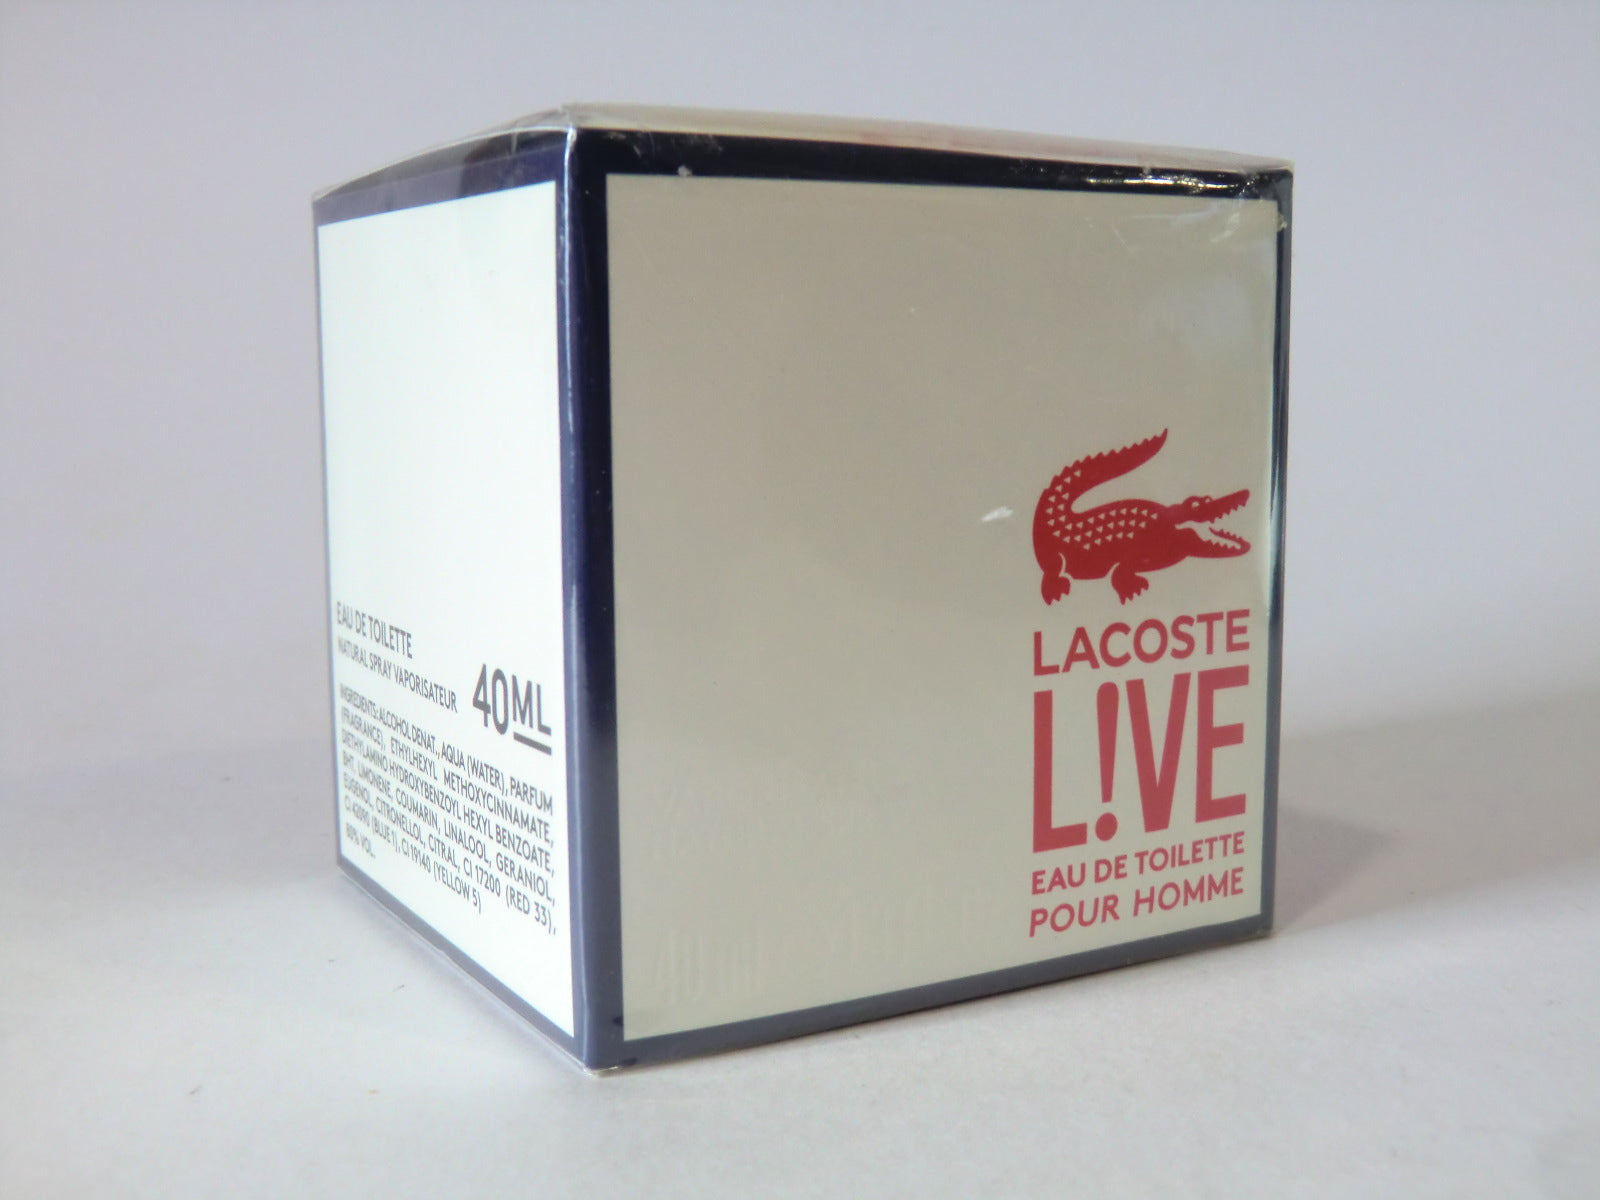 EAU DE TOILETTE
NATURAL SPRAY VAPORISATEUR
40ML
INGREDIENTS: ALCOHOL DENAT., AQUA (WATER), PARFUM
(FRAGRANCE), ETHYLHEXYL METHOXYCINNAMATE,
DIETHYLAMINO HYDROXYBENZOYL HEXYL BENZOATE,
BHT, LIMONENE, COUMARIN, LINALOOL, GERANIOL,
EUGENOL, CITRONELLOL, CITRAL, CI 17200 (RED 33),
CI 42090 (BLUE 1), CI 19140 (YELLOW 5)
80% VOL.
LACOSTE
L!VE
EAU DE TOILETTE
POUR HOMME
40ml